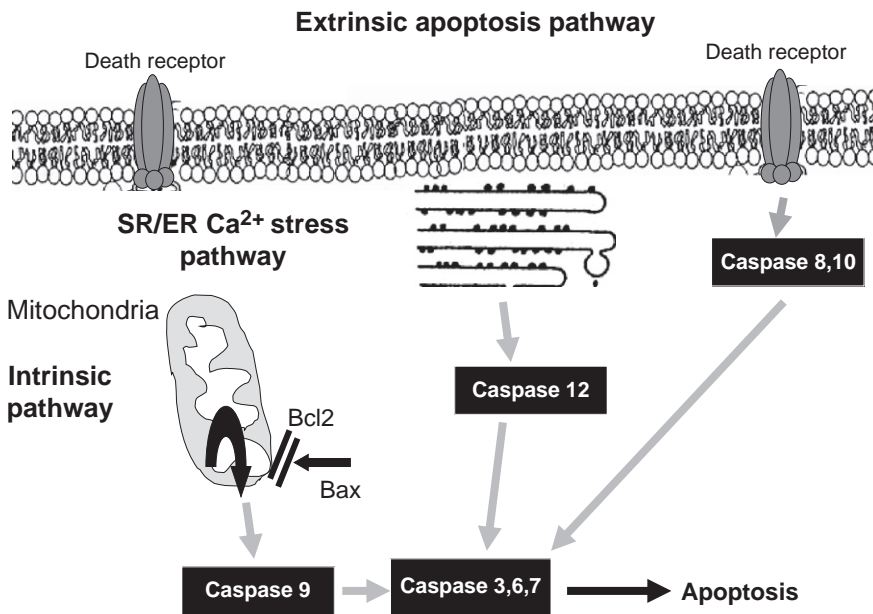 Extrinsic apoptosis pathway
Death receptor
Death receptor
SR/ER Ca2+ stress
pathway
Caspase 8,10
Mitochondria
Intrinsic
pathway
Caspase 12
Bcl2
Bax
Caspase 9
Caspase 3,6,7
Apoptosis